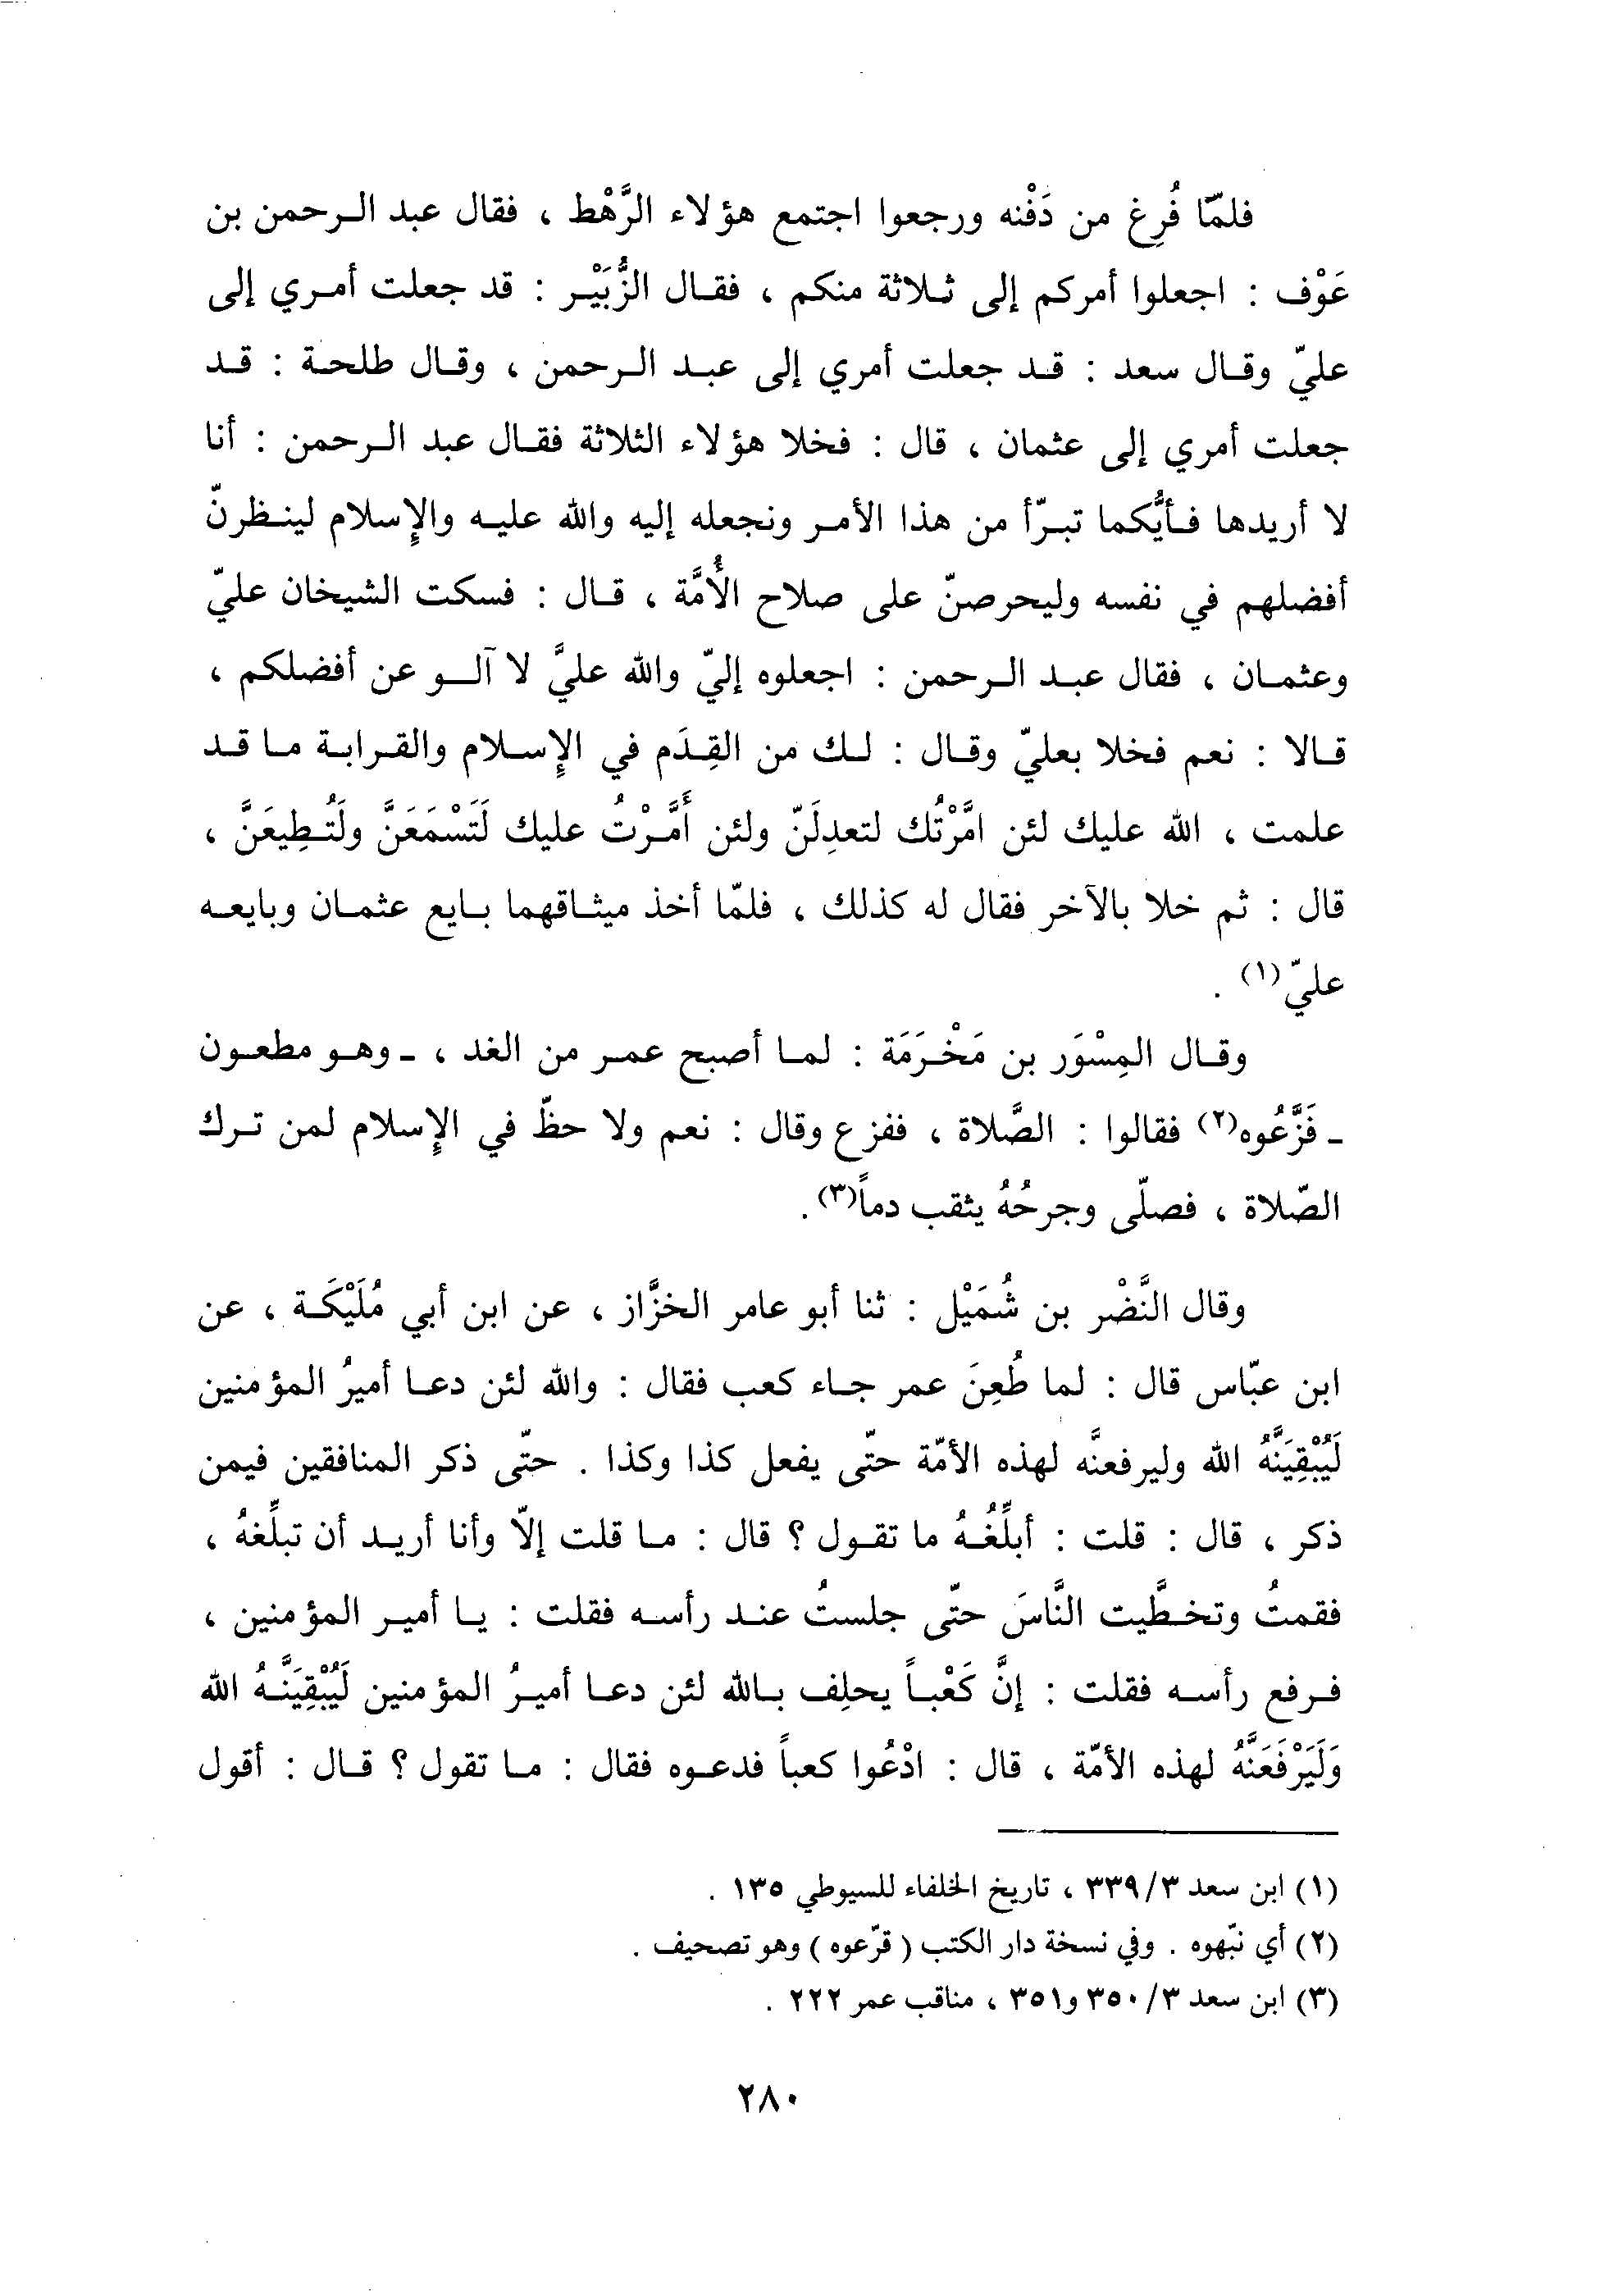 فلمّا فُرِغ من دَفْنه ورجعوا اجتمع هؤلاء الرَّهْط ، فقال عبد الرحمن بن
عَوْف : اجعلوا أمركم إلى ثلاثة منكم ، فقال الزُّبَيْر : قد جعلت أمري إلى
عليّ وقال سعد : قد جعلت أمري إلى عبد الرحمن ، وقال طلحة : قد
جعلت أمري إلى عثمان ، قال : فخلا هؤلاء الثلاثة فقال عبد الرحمن : أنا
لا أريدها فأيُّكما تبرّأ من هذا الأمر ونجعله إليه والله عليه والإسلام لينظرنّ
أفضلهم في نفسه وليحرصنّ على صلاح الأُمَّة ، قال : فسكت الشيخان عليّ
وعثمان ، فقال عبد الرحمن : اجعلوه إليّ والله عليَّ لا آلو عن أفضلكم ،
قالا : نعم فخلا بعليّ وقال : لك من القِدَم في الإسلام والقرابة ما قد
علمت ، الله عليك لئن امَّرْتُك لتعدِلَنّ ولئن أَمَّرْتُ عليك لَتَسْمَعَنَّ ولَتُطِيعَنَّ ،
قال : ثم خلا بالآخر فقال له كذلك ، فلمّا أخذ ميثاقهما بايع عثمان وبايعه
عليّ(١) .
وقال المِسْوَر بن مَخْرَمَة : لما أصبح عمر من الغد ، ـ وهو مطعون
ـ فَزَّعُوه(٢) فقالوا : الصَّلاة ، ففزع وقال : نعم ولا حظّ في الإسلام لمن ترك
الصّلاة ، فصلّى وجرحُهُ يثقب دماً(٣) .
وقال النَّضْر بن شُمَيْل : ثنا أبو عامر الخزَّاز ، عن ابن أبي مُلَيْكَة ، عن
ابن عبّاس قال : لما طُعِنَ عمر جاء كعب فقال : والله لئن دعا أميرُ المؤمنين
لَيُبْقِيَنَّهُ الله وليرفعنَّه لهذه الأمّة حتّى يفعل كذا وكذا . حتّى ذكر المنافقين فيمن
ذكر ، قال : قلت : أبلِّغُهُ ما تقول ؟ قال : ما قلت إلاّ وأنا أريد أن تبلِّغهُ ،
فقمتُ وتخطَّيت النَّاسَ حتّى جلستُ عند رأسه فقلت : يا أمير المؤمنين ،
فرفع رأسه فقلت : إنَّ كَعْباً يحلِف بالله لئن دعا أميرُ المؤمنين لَيُبْقِيَنَّهُ الله
وَلَيَرْفَعَنَّهُ لهذه الأمّة ، قال : ادْعُوا كعباً فدعوه فقال : ما تقول ؟ قال : أقول
(١) ابن سعد ٣/‏٣٣٩ ، تاريخ الخلفاء للسيوطي ١٣٥ .
(٢) أي نبّهوه . وفي نسخة دار الكتب ( قرّعوه ) وهو تصحيف .
(٣) ابن سعد ٣/‏٣٥٠ و٣٥١ ، مناقب عمر ٢٢٢ .
٢٨٠